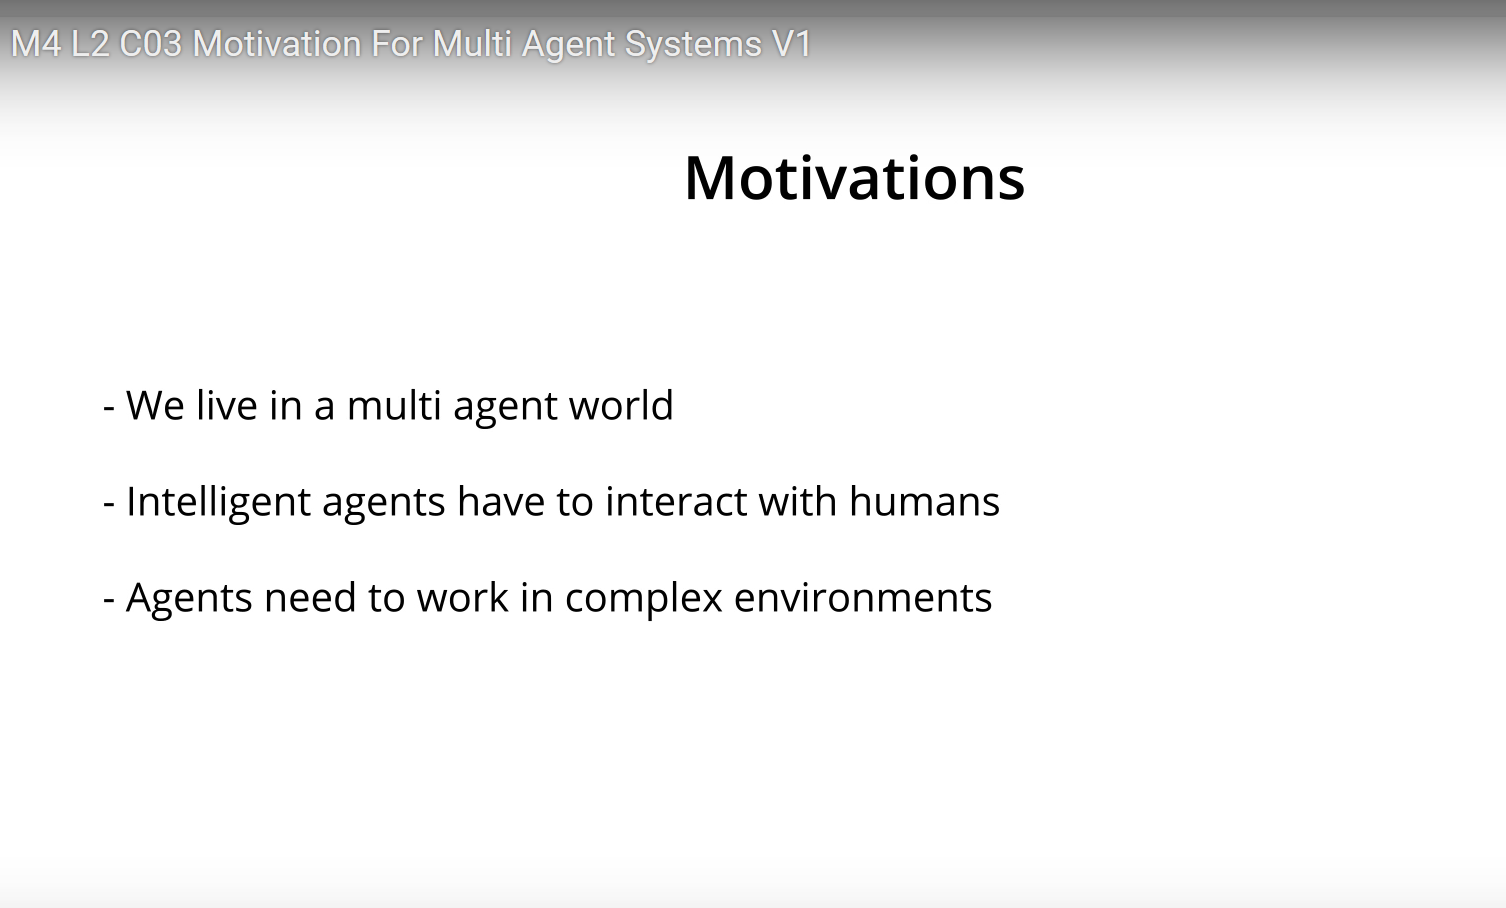 M4 L2 C03 Motivation For Multi Agent Systems V1
Motivations
- We live in a multi agent world
- Intelligent agents have to interact with humans
- Agents need to work in complex environments